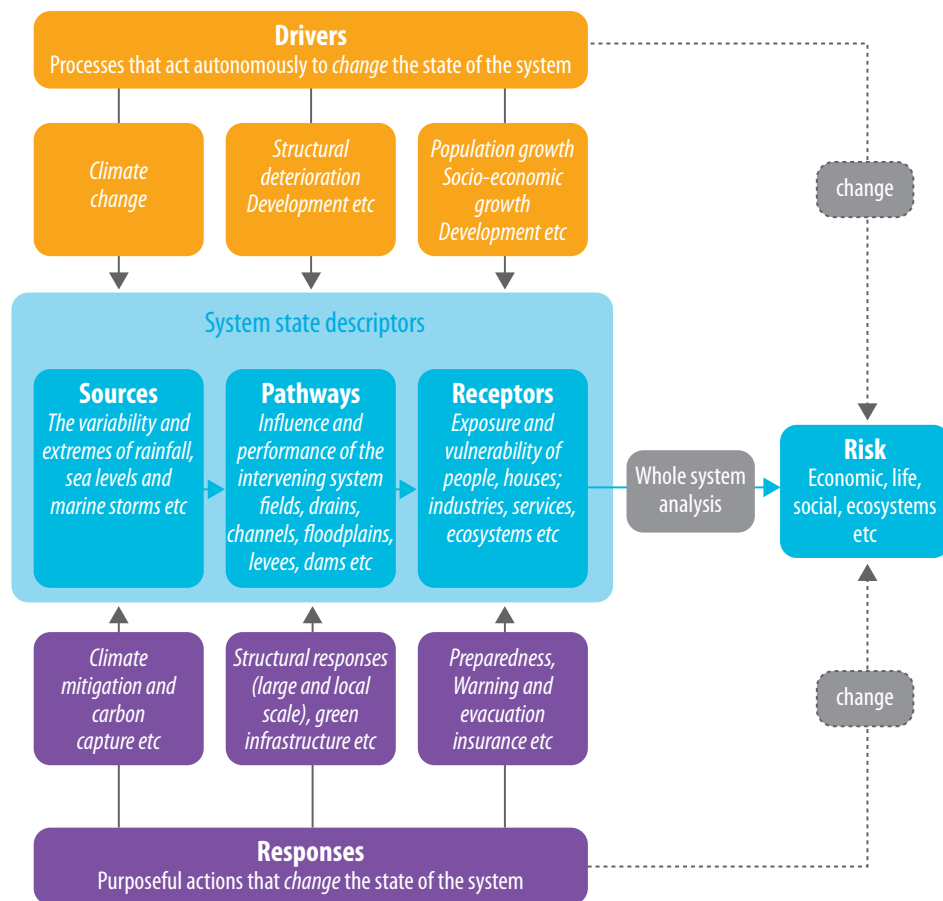 Drivers
Processes that act autonomously to change the state of the system
Climate
change
Structural
deterioration
Development etc
Population growth
Socio-economic
growth
Development etc
change
System state descriptors
Sources
The variability and
extremes of rainfall,
sea levels and
marine storms etc
Pathways
Influence and
performance of the
intervening system
fields, drains,
channels, floodplains,
levees, dams etc
Receptors
Exposure and
vulnerability of
people, houses;
industries, services,
ecosystems etc
Whole system
analysis
Risk
Economic, life,
social, ecosystems
etc
Climate
mitigation and
carbon
capture etc
Structural responses
(large and local
scale), green
infrastructure etc
Preparedness,
Warning and
evacuation
insurance etc
change
Responses
Purposeful actions that change the state of the system